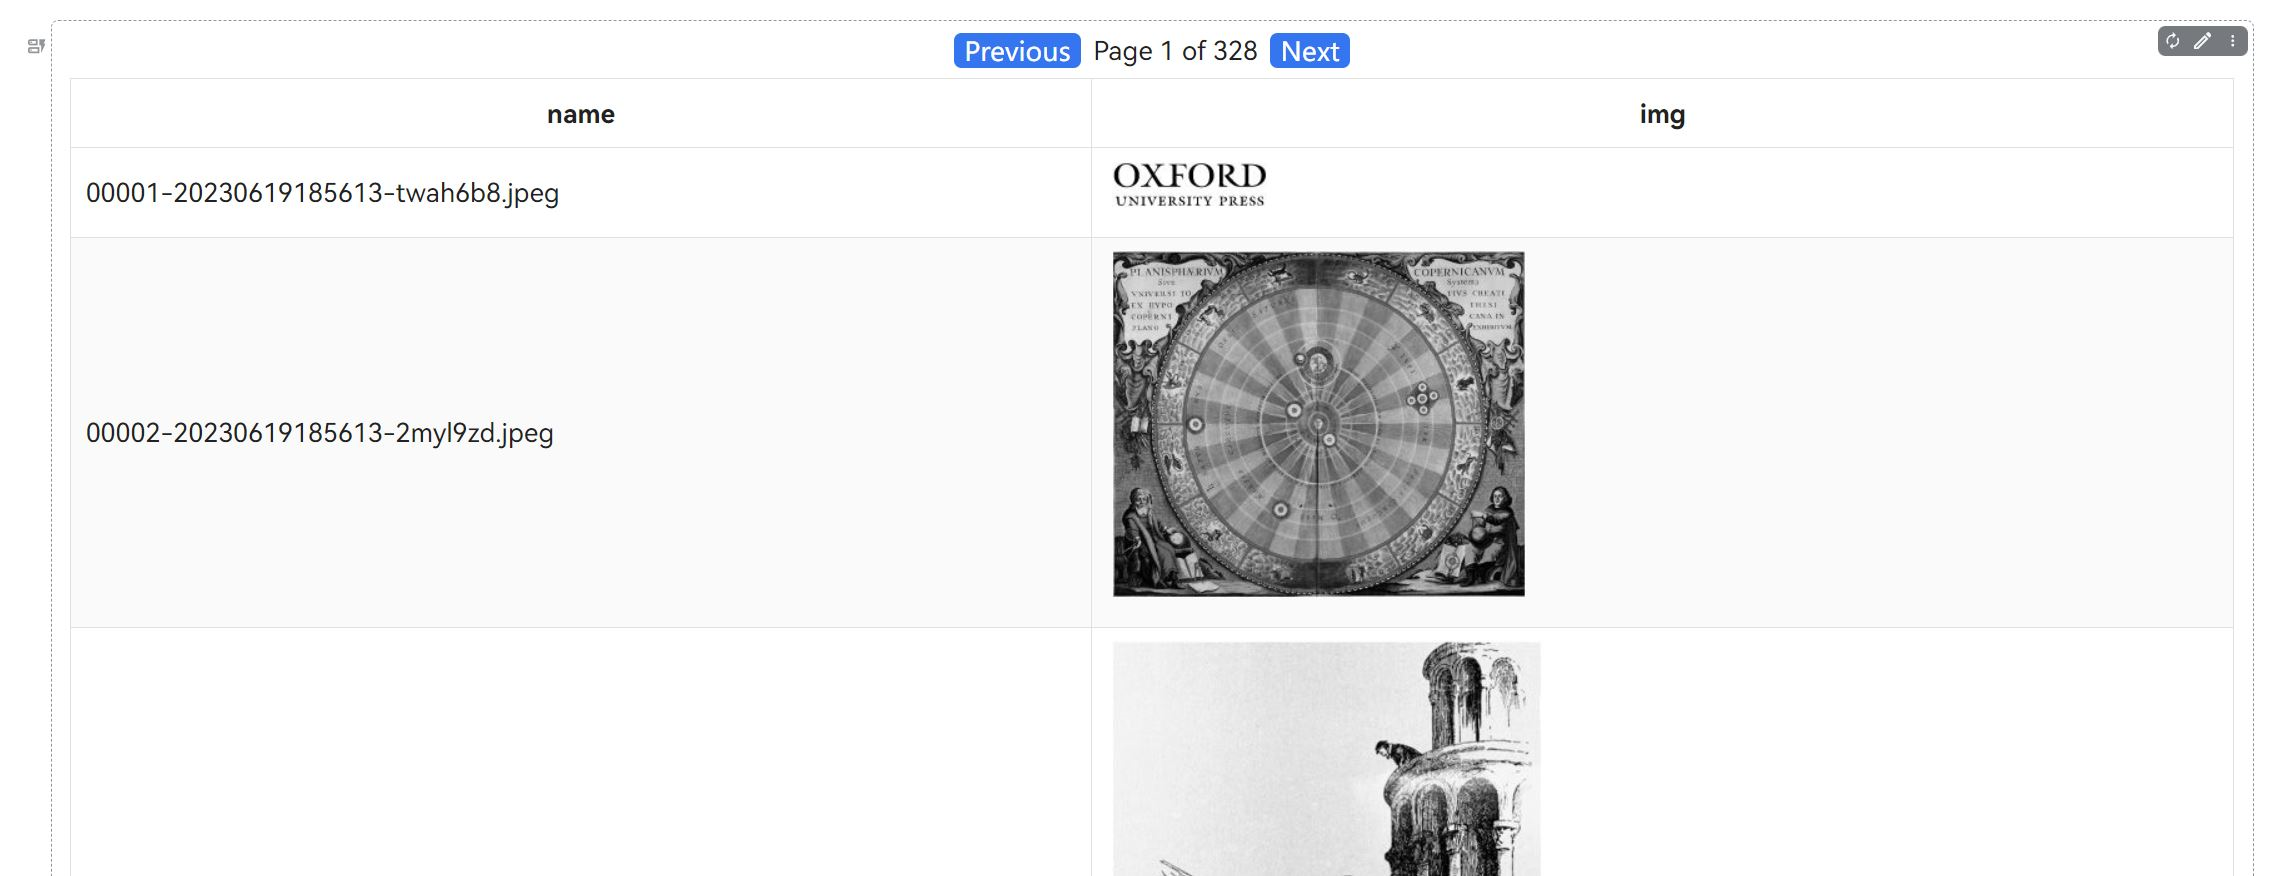 Previous Page 1 of 328 Next
name img
00001-20230619185613-twah6b8.jpeg
OXFORD
UNIVERSITY PRESS
00002-20230619185613-2myl9zd.jpeg
PLANISPHÆRIVM
Sive
VNIVERSI TO
EX HYPO
COPERNI
PLANO
COPERNICANVM
Systema
TIVS CREATI
THESI
CANA IN
EXHIBITVM